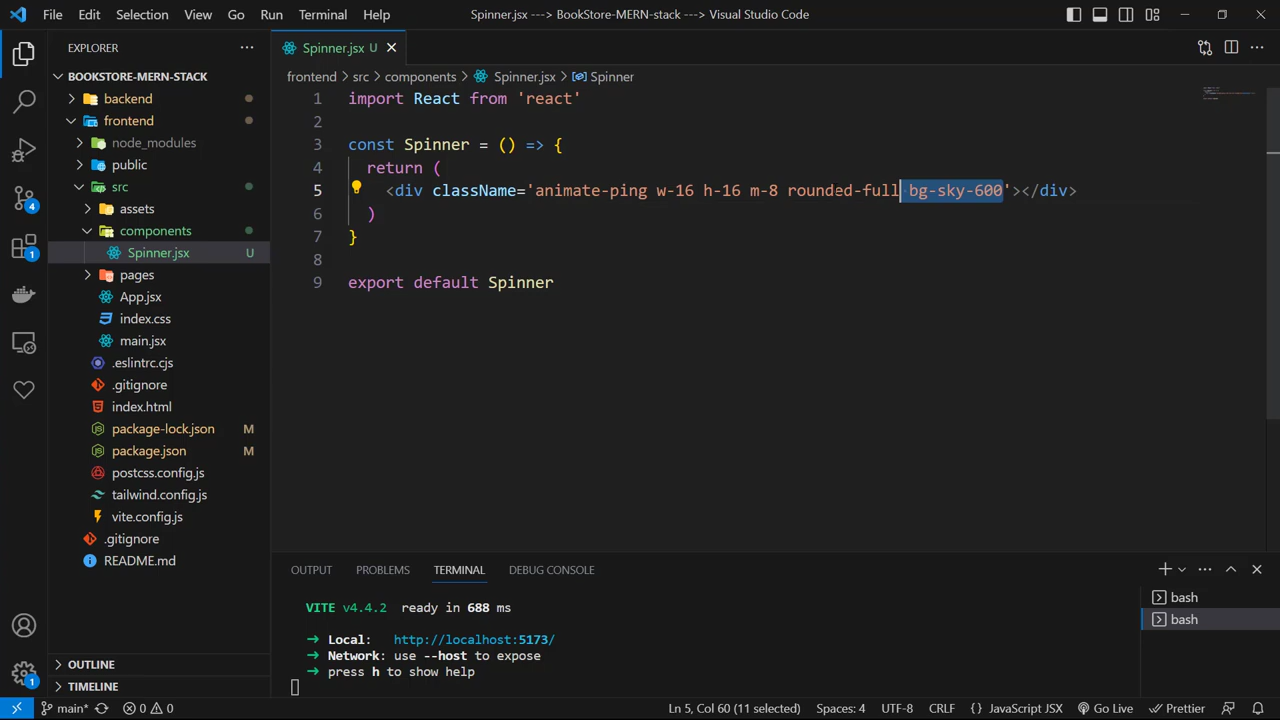 File Edit Selection View Go Run Terminal Help Spinner.jsx ---> BookStore-MERN-stack > Visual Studio Code
EXPLORER
BOOKSTORE-MERN-STACK
backend
frontend
node_modules
public
src
assets
components
Spinner.jsx U
pages
App.jsx
index.css
main.jsx
.eslintrc.cjs
.gitignore
index.html
package-lock.json M
package.json M
postcss.config.js
tailwind.config.js
vite.config.js
.gitignore
README.md
OUTLINE
TIMELINE
4
1
1
Spinner.jsx U
frontend > src > components > Spinner.jsx > Spinner
1 import React from 'react'
2
3 const Spinner = () => {
4 return (
5 <div className='animate-ping w-16 h-16 m-8 rounded-full bg-sky-600'></div>
6 )
7 }
8
9 export default Spinner
OUTPUT PROBLEMS TERMINAL DEBUG CONSOLE
VITE v4.4.2 ready in 688 ms
➜ Local: http://localhost:5173/
➜ Network: use --host to expose
➜ press h to show help
bash
bash
main* 0 0 Ln 5, Col 60 (11 selected) Spaces: 4 UTF-8 CRLF {} JavaScript JSX Go Live Prettier